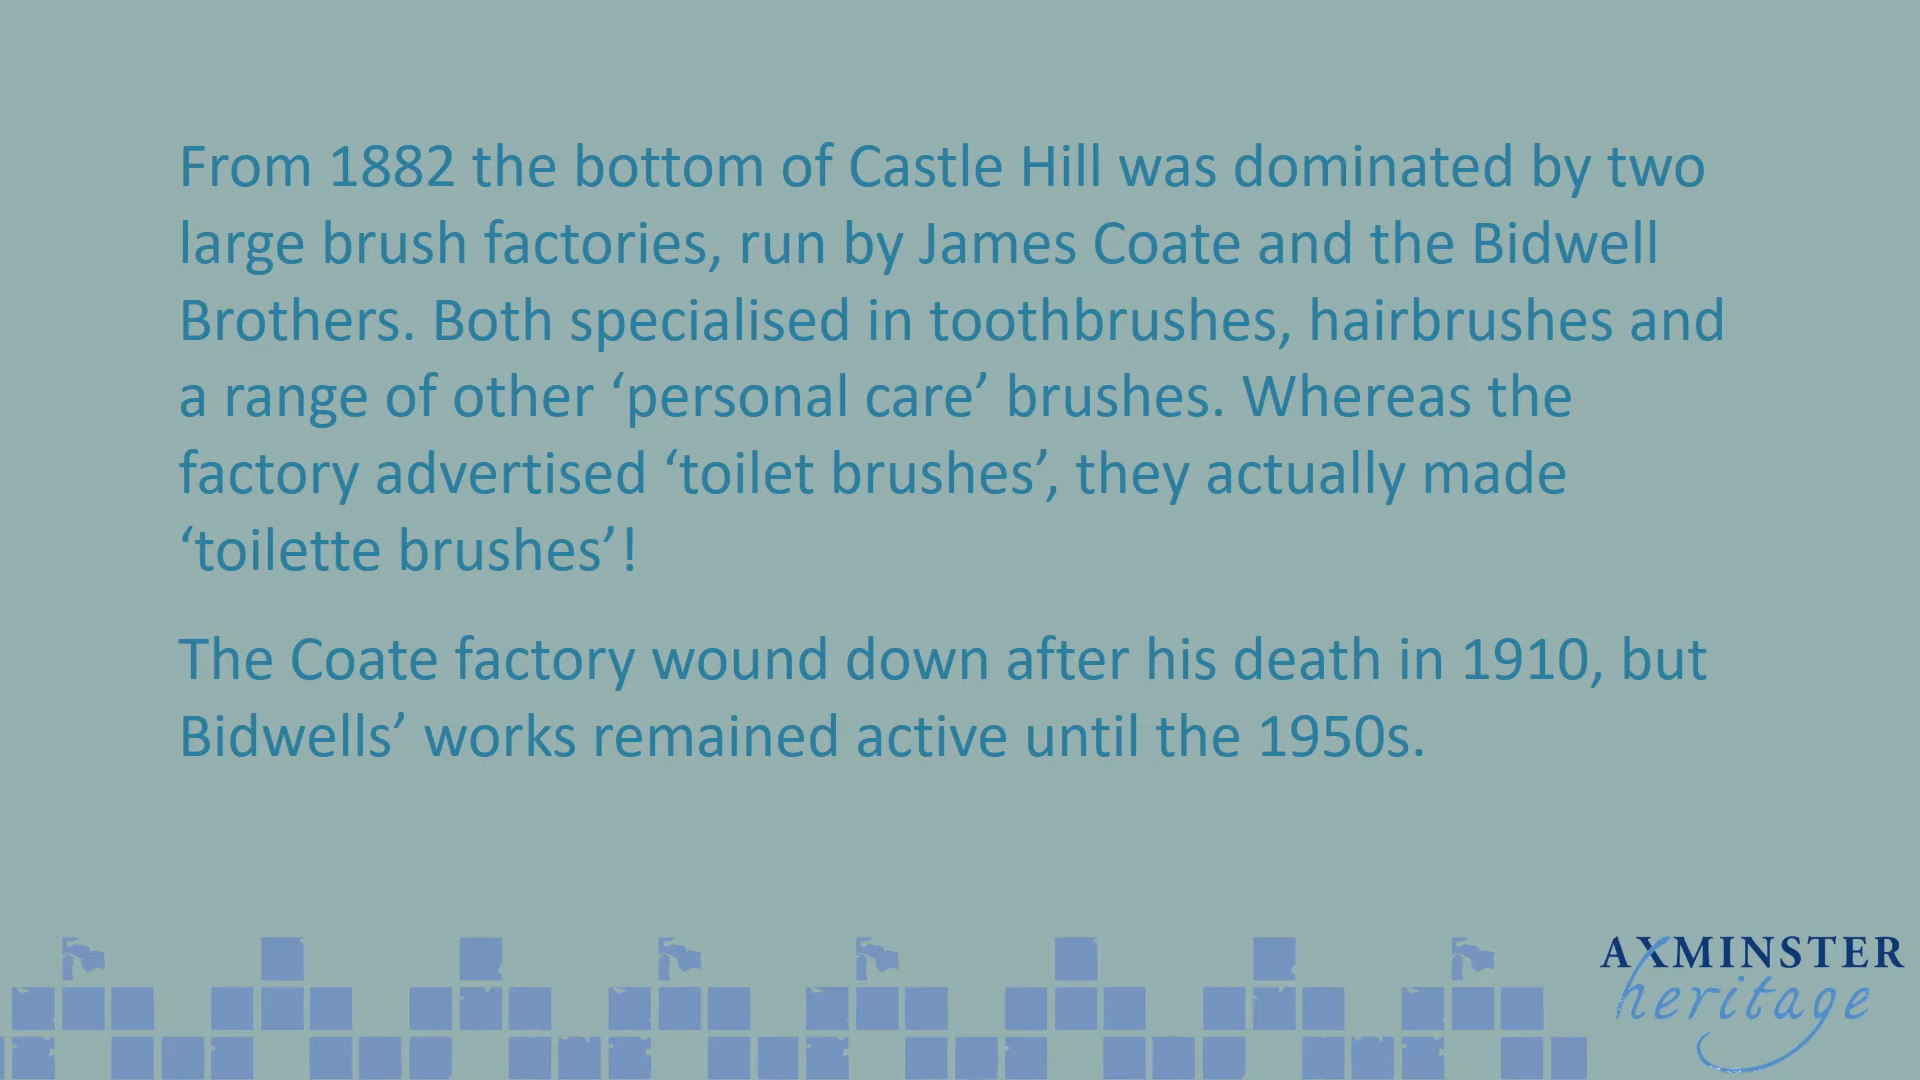 From 1882 the bottom of Castle Hill was dominated by two
large brush factories, run by James Coate and the Bidwell
Brothers. Both specialised in toothbrushes, hairbrushes and
a range of other ‘personal care’ brushes. Whereas the
factory advertised ‘toilet brushes’, they actually made
‘toilette brushes’!
The Coate factory wound down after his death in 1910, but
Bidwells’ works remained active until the 1950s.
AXMINSTER
heritage